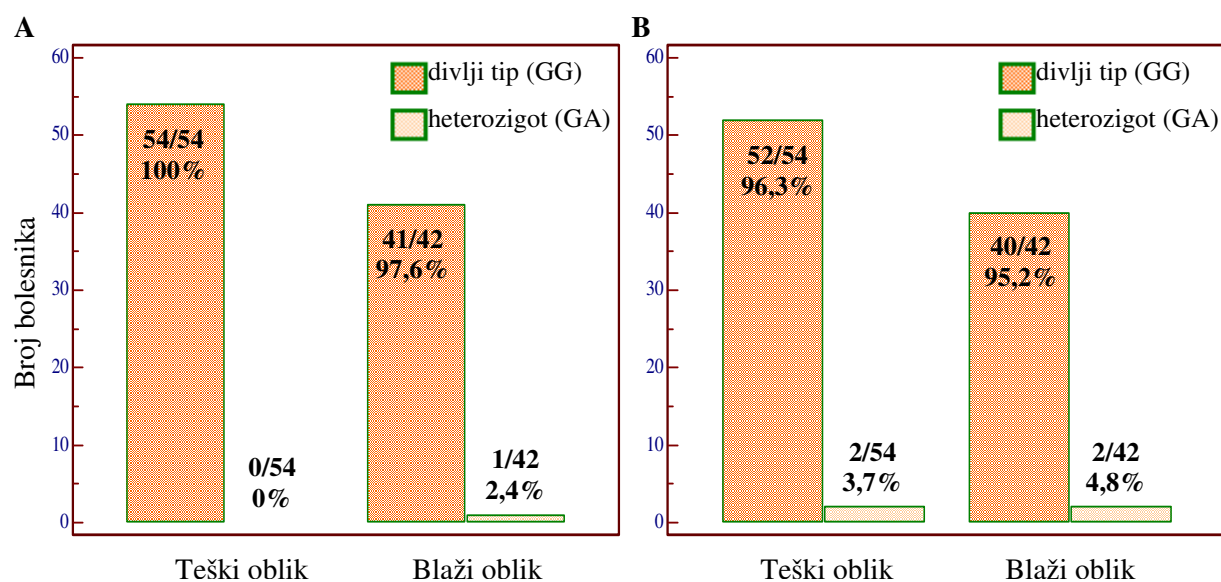 A
Broj bolesnika
60
50
40
30
20
10
0
divlji tip (GG)
heterozigot (GA)
54/54
100%
0/54
0%
41/42
97,6%
1/42
2,4%
Teški oblik
Blaži oblik
B
60
50
40
30
20
10
0
divlji tip (GG)
heterozigot (GA)
52/54
96,3%
2/54
3,7%
40/42
95,2%
2/42
4,8%
Teški oblik
Blaži oblik